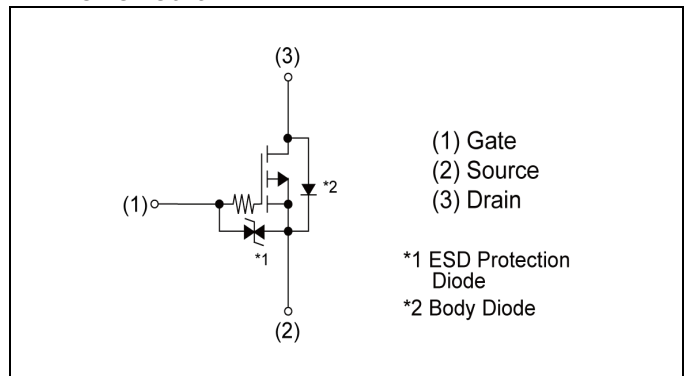 (3)
(1) Gate
(2) Source
(3) Drain
*2
(1)
*1
*1 ESD Protection
Diode
*2 Body Diode
(2)